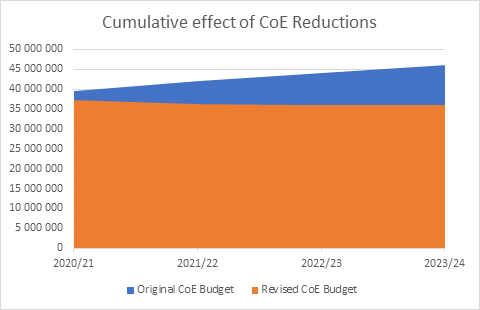 Cumulative effect of CoE Reductions
50 000 000
45 000 000
40 000 000
35 000 000
30 000 000
25 000 000
20 000 000
15 000 000
10 000 000
5 000 000
0
2020/21 2021/22 2022/23 2023/24
Original CoE Budget Revised CoE Budget